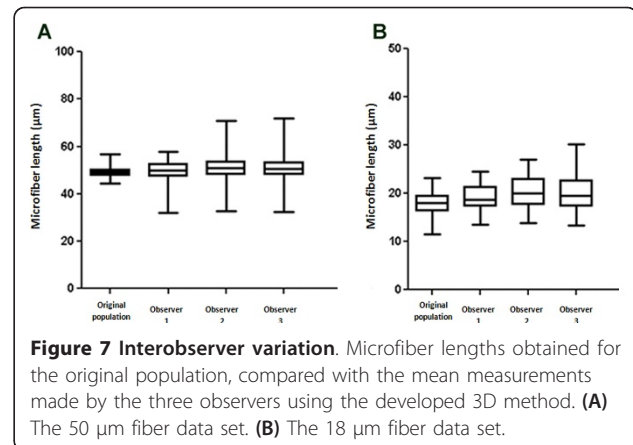 A
B
Microfiber length (µm)
100
80
60
40
20
0
Original
population
Observer
1
Observer
2
Observer
3
Microfiber length (µm)
50
40
30
20
10
0
Original
population
Observer
1
Observer
2
Observer
3
Figure 7 Interobserver variation. Microfiber lengths obtained for
the original population, compared with the mean measurements
made by the three observers using the developed 3D method. (A)
The 50 µm fiber data set. (B) The 18 µm fiber data set.